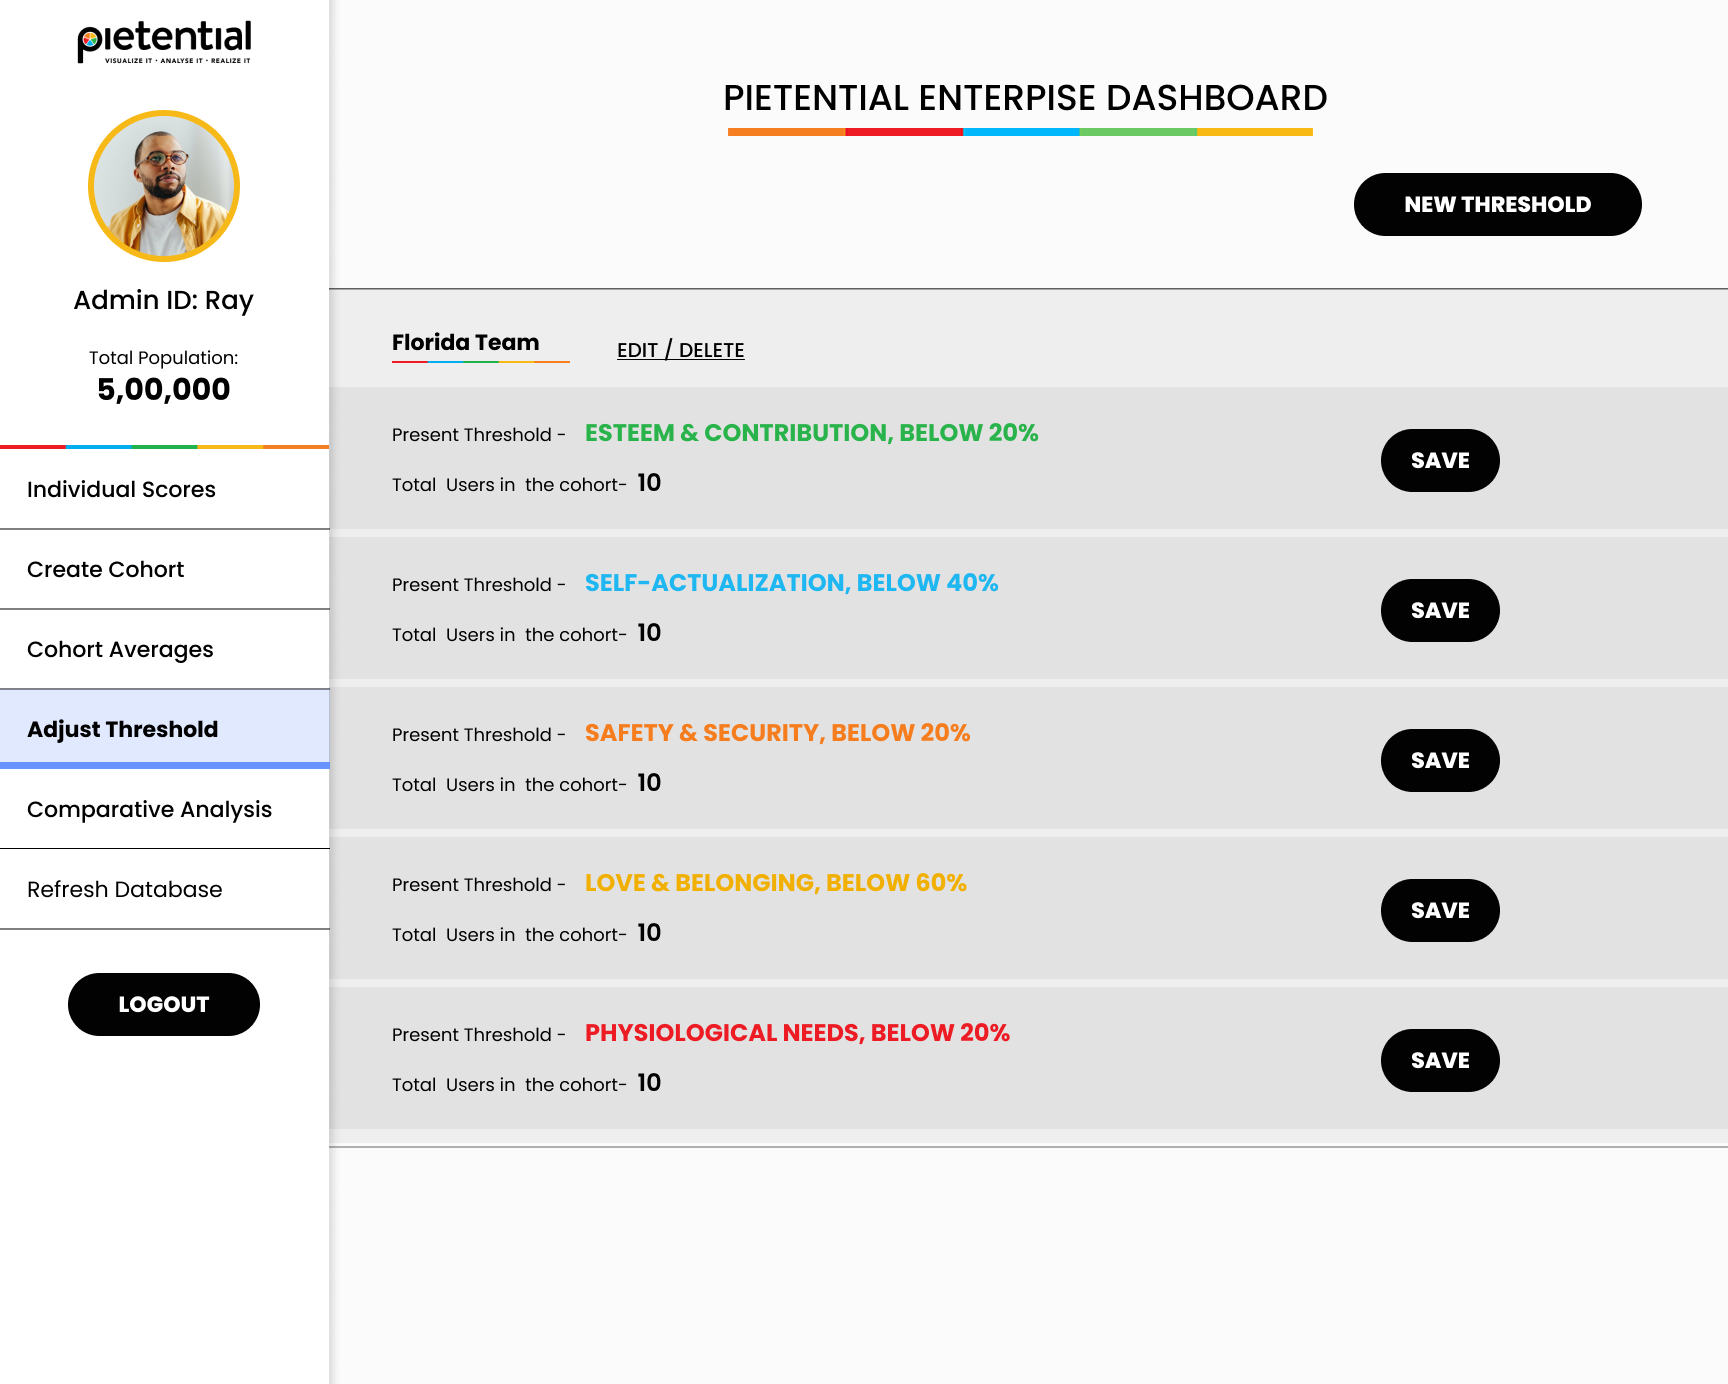 pietential
VISUALIZE IT • ANALYSE IT • REALIZE IT
Admin ID: Ray
Total Population:
5,00,000
Individual Scores
Create Cohort
Cohort Averages
Adjust Threshold
Comparative Analysis
Refresh Database
LOGOUT
PIETENTIAL ENTERPISE DASHBOARD
NEW THRESHOLD
Florida Team EDIT / DELETE
Present Threshold - ESTEEM & CONTRIBUTION, BELOW 20%
Total Users in the cohort- 10
SAVE
Present Threshold - SELF-ACTUALIZATION, BELOW 40%
Total Users in the cohort- 10
SAVE
Present Threshold - SAFETY & SECURITY, BELOW 20%
Total Users in the cohort- 10
SAVE
Present Threshold - LOVE & BELONGING, BELOW 60%
Total Users in the cohort- 10
SAVE
Present Threshold - PHYSIOLOGICAL NEEDS, BELOW 20%
Total Users in the cohort- 10
SAVE